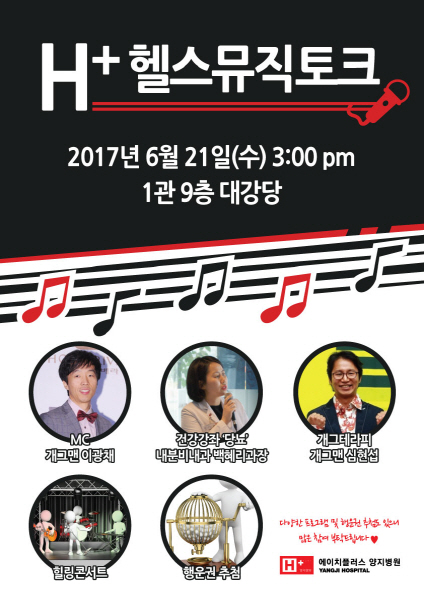 H+ 헬스뮤직토크
2017년 6월 21일(수) 3:00 pm
1관 9층 대강당
MC
개그맨 이광채
건강강좌 '당뇨'
내분비내과 백혜리과장
개그테라피
개그맨 심현섭
힐링콘서트
행운권 추첨
다양한 프로그램 및 행운권 추첨도 있으니
많은 참여 부탁드립니다 ♥
H+ 에이치플러스 양지병원
YANGJI HOSPITAL